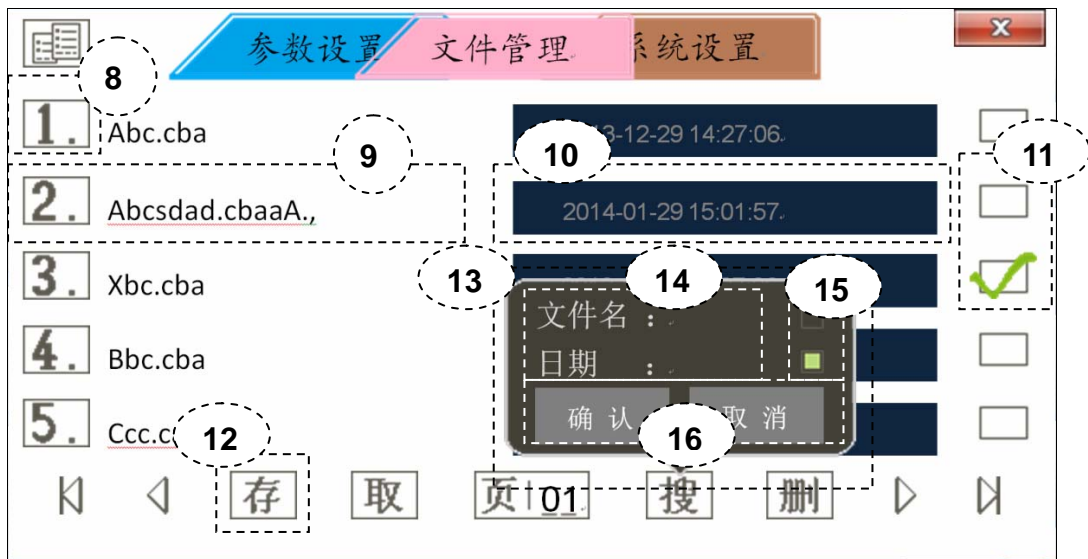 参数设置 文件管理 系统设置 x
8
1. Abc.cba 3-12-29 14:27:06
9 10 11
2. Abcsdad.cbaaA., 2014-01-29 15:01:57
13 14 15
3. Xbc.cba
文件名 :
4. Bbc.cba
日期 :
确认 取消
5. Ccc.c
12 16
存 取 页 01 搜 删